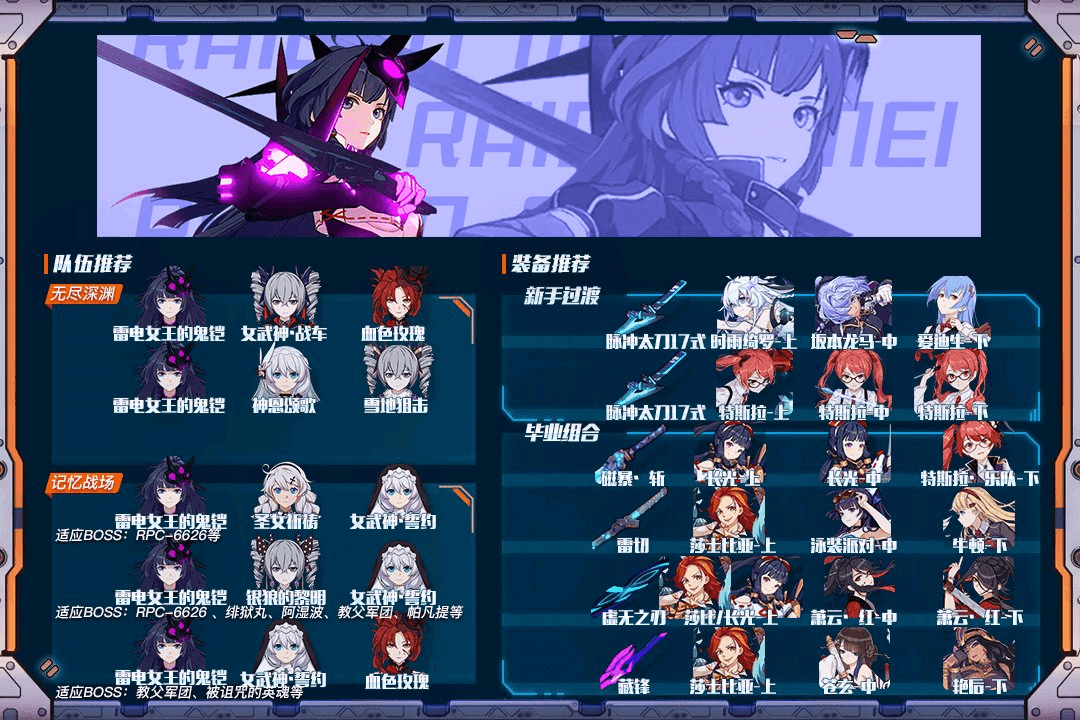 RAIDEN MEI
队伍推荐
无尽深渊
雷电女王的鬼铠 女武神·战车 血色玫瑰
雷电女王的鬼铠 神恩颂歌 雪地狙击
记忆战场
雷电女王的鬼铠 圣女祈祷 女武神·誓约
适应BOSS：RPC-6626等
雷电女王的鬼铠 银狼的黎明 女武神·誓约
适应BOSS：RPC-6626 、绯狱丸、阿湿波、教父军团、帕凡提等
雷电女王的鬼铠 女武神·誓约 血色玫瑰
适应BOSS：教父军团、被诅咒的英魂等
装备推荐
新手过渡
脉冲太刀17式 时雨绮罗-上 坂本龙马-中 爱迪生-下
脉冲太刀17式 特斯拉-上 特斯拉-中 特斯拉-下
毕业组合
磁暴·斩 长光-上 长光-中 特斯拉·乐队-下
雷切 莎士比亚-上 泳装派对-中 牛顿-下
虚无之刃 莎比/长光-上 萧云·红-中 萧云·红-下
藏锋 莎士比亚-上 苍玄-中 艳后-下